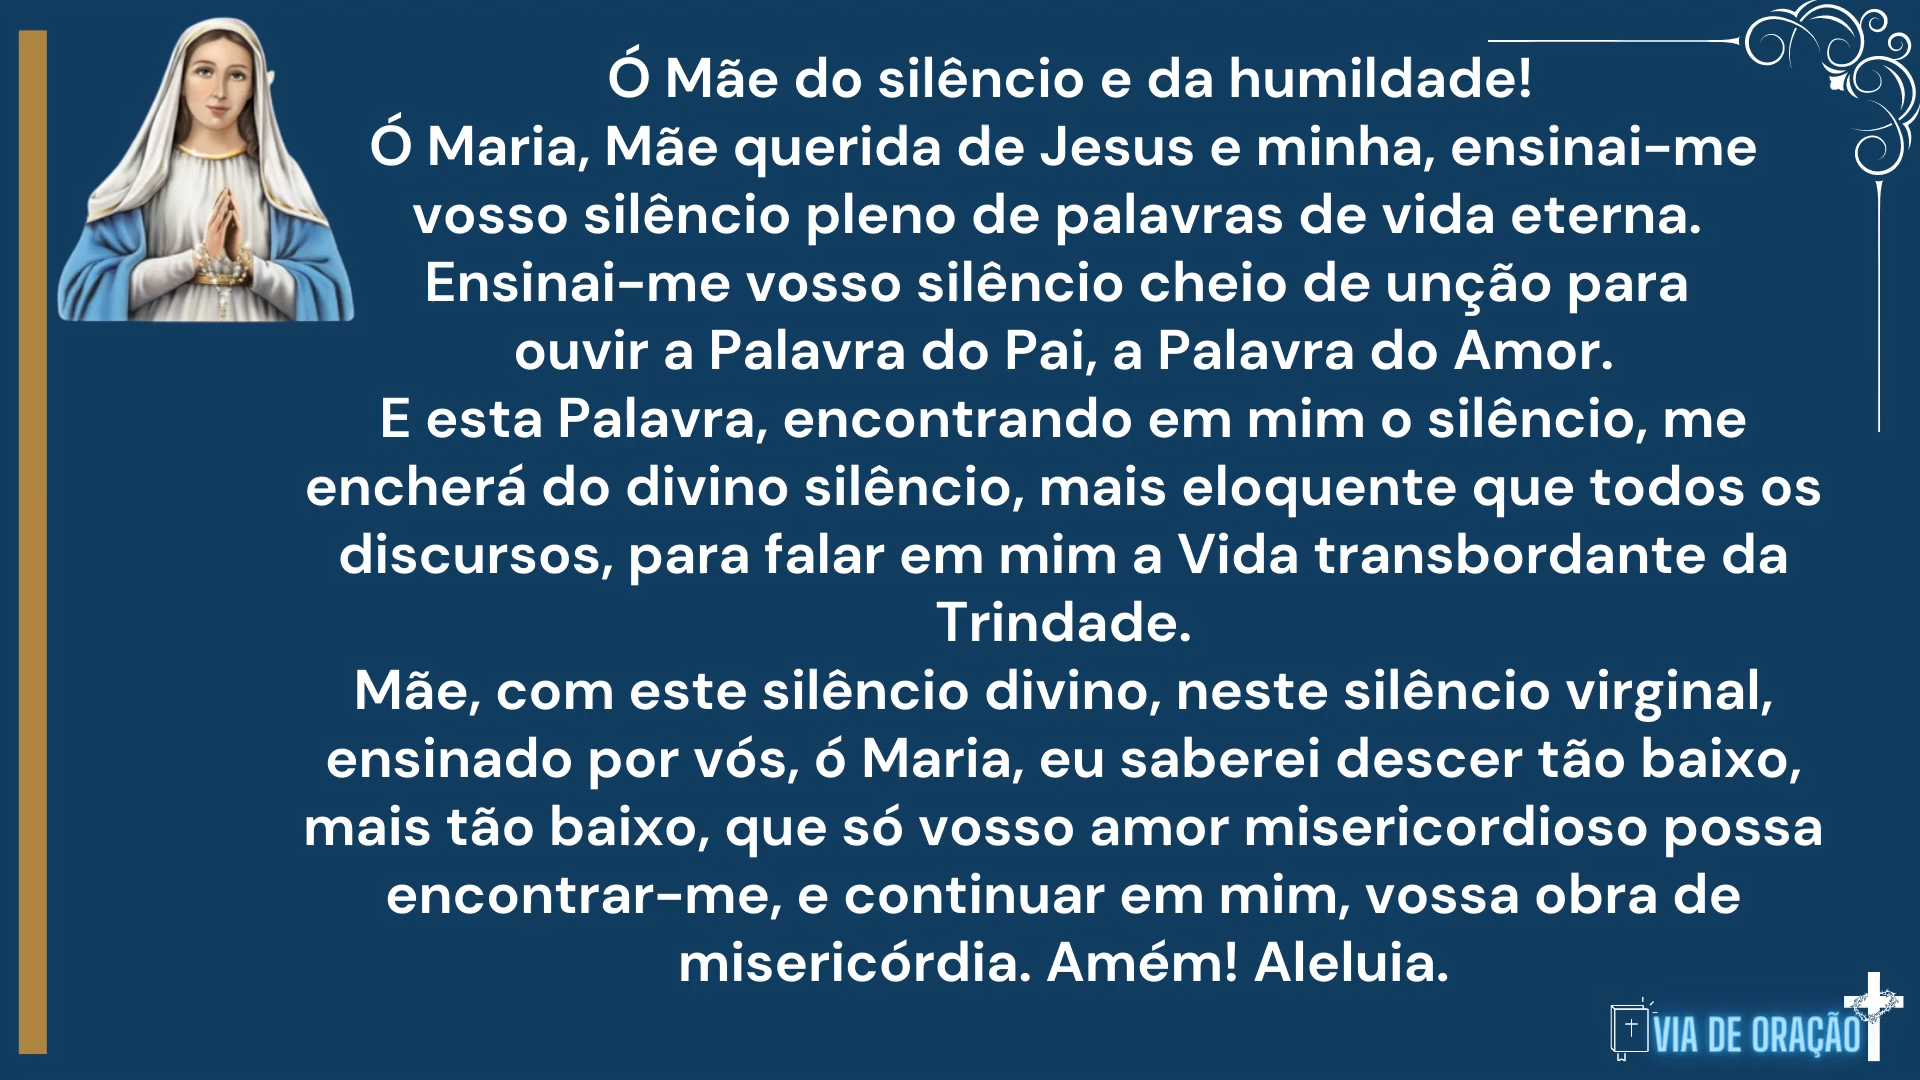 Ó Mãe do silêncio e da humildade!
Ó Maria, Mãe querida de Jesus e minha, ensinai-me
vosso silêncio pleno de palavras de vida eterna.
Ensinai-me vosso silêncio cheio de unção para
ouvir a Palavra do Pai, a Palavra do Amor.
E esta Palavra, encontrando em mim o silêncio, me
encherá do divino silêncio, mais eloquente que todos os
discursos, para falar em mim a Vida transbordante da
Trindade.
Mãe, com este silêncio divino, neste silêncio virginal,
ensinado por vós, ó Maria, eu saberei descer tão baixo,
mais tão baixo, que só vosso amor misericordioso possa
encontrar-me, e continuar em mim, vossa obra de
misericórdia. Amém! Aleluia.
VIA DE ORAÇÃO